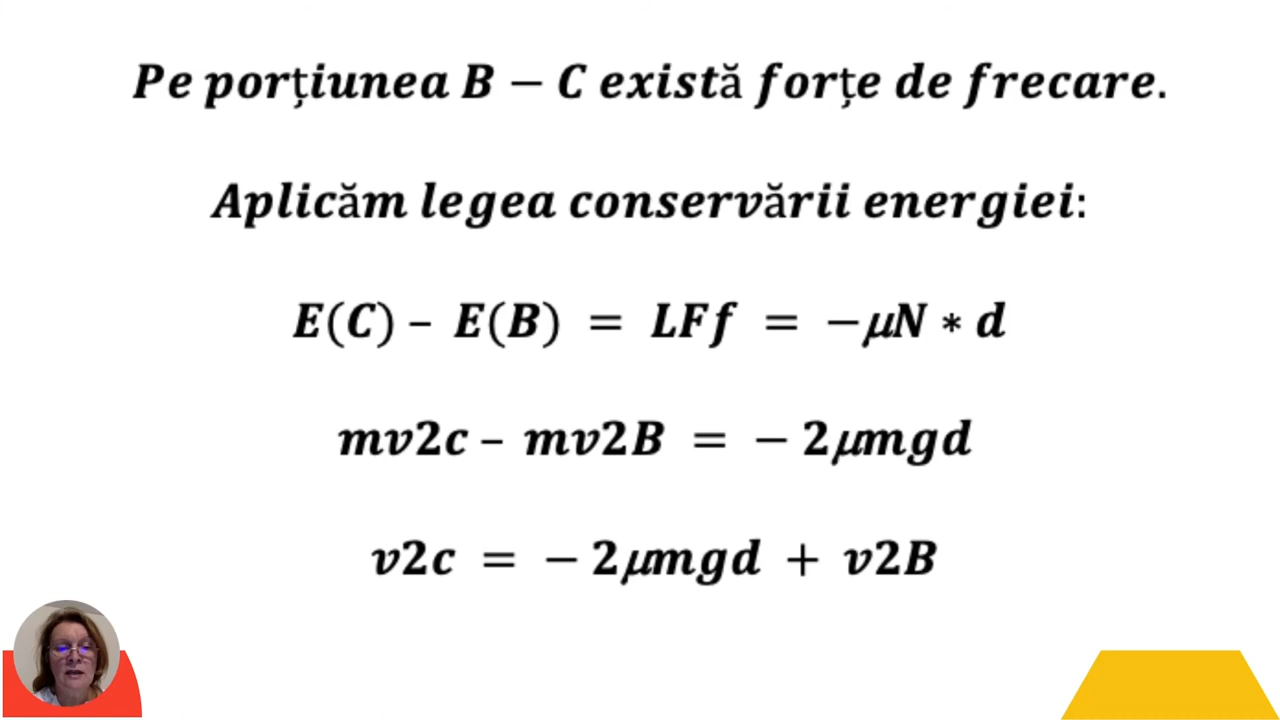 Pe porțiunea B – C există forțe de frecare.
Aplicăm legea conservării energiei:
E(C) – E(B) = LFf = −μN * d
mv2c – mv2B = − 2μmgd
v2c = − 2μmgd + v2B